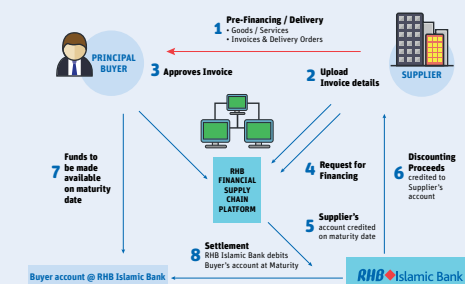 1 Pre-Financing / Delivery
• Goods / Services
• Invoices & Delivery Orders
PRINCIPAL
BUYER
SUPPLIER
3 Approves Invoice
2 Upload
Invoice details
7 Funds to
be made
available
on maturity
date
RHB
FINANCIAL
SUPPLY
CHAIN
PLATFORM
4 Request for
Financing
6 Discounting
Proceeds
credited to
Supplier's
account
5 Supplier's
account credited
on maturity date
8 Settlement
RHB Islamic Bank debits
Buyer's account at Maturity
Buyer account @ RHB Islamic Bank
RHB Islamic Bank